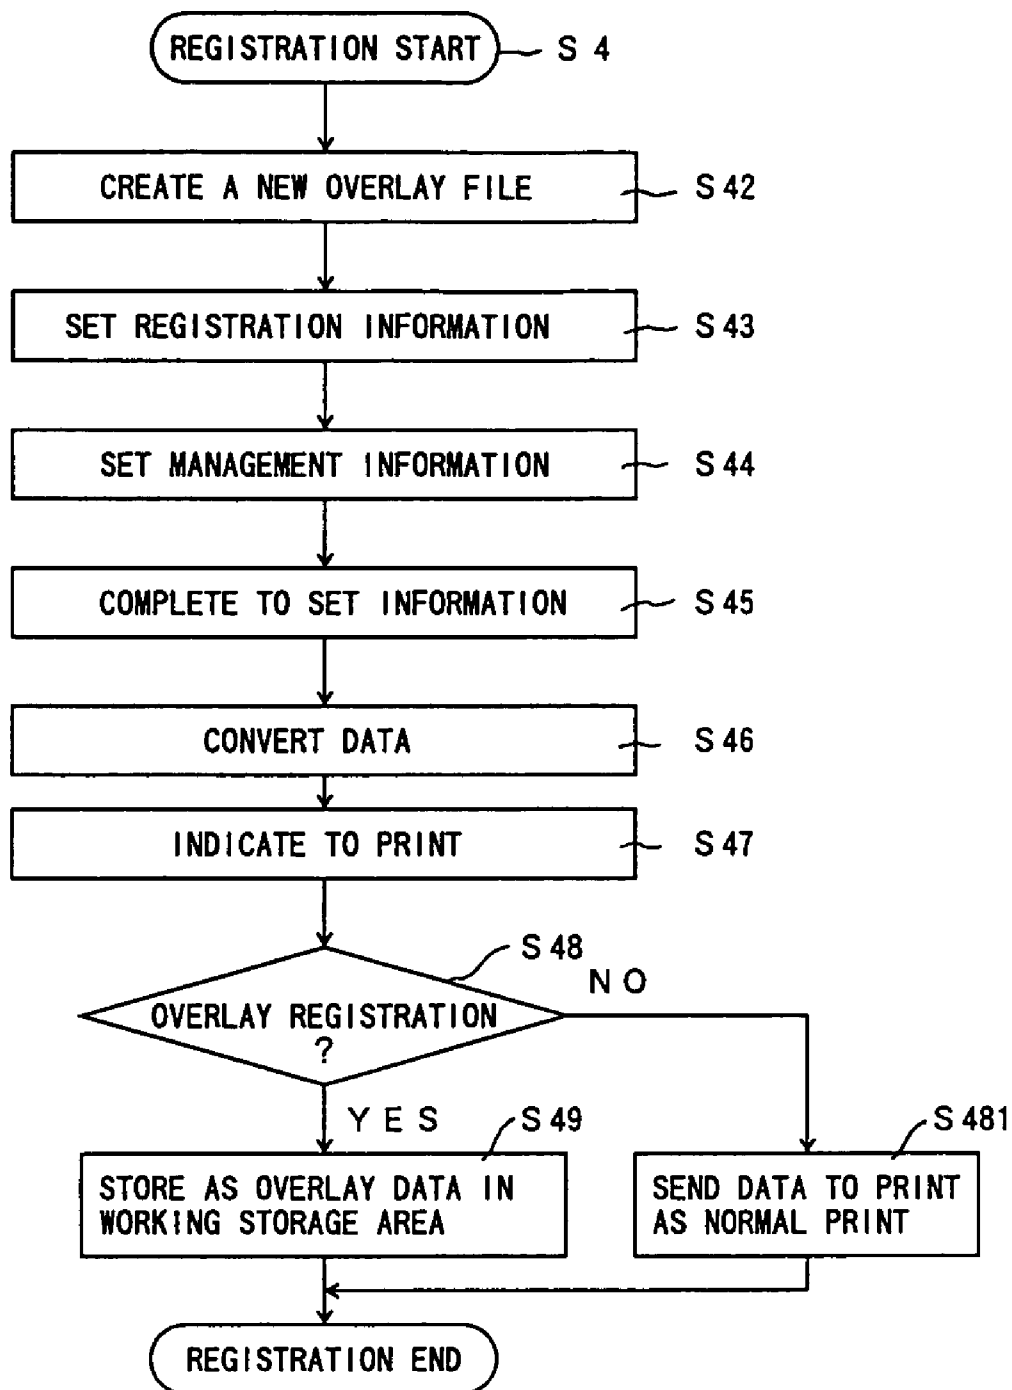 REGISTRATION START
S 4
CREATE A NEW OVERLAY FILE
S 42
SET REGISTRATION INFORMATION
S 43
SET MANAGEMENT INFORMATION
S 44
COMPLETE TO SET INFORMATION
S 45
CONVERT DATA
S 46
INDICATE TO PRINT
S 47
S 48
NO
OVERLAY REGISTRATION
?
YES
S 49
S 481
STORE AS OVERLAY DATA IN
WORKING STORAGE AREA
SEND DATA TO PRINT
AS NORMAL PRINT
REGISTRATION END